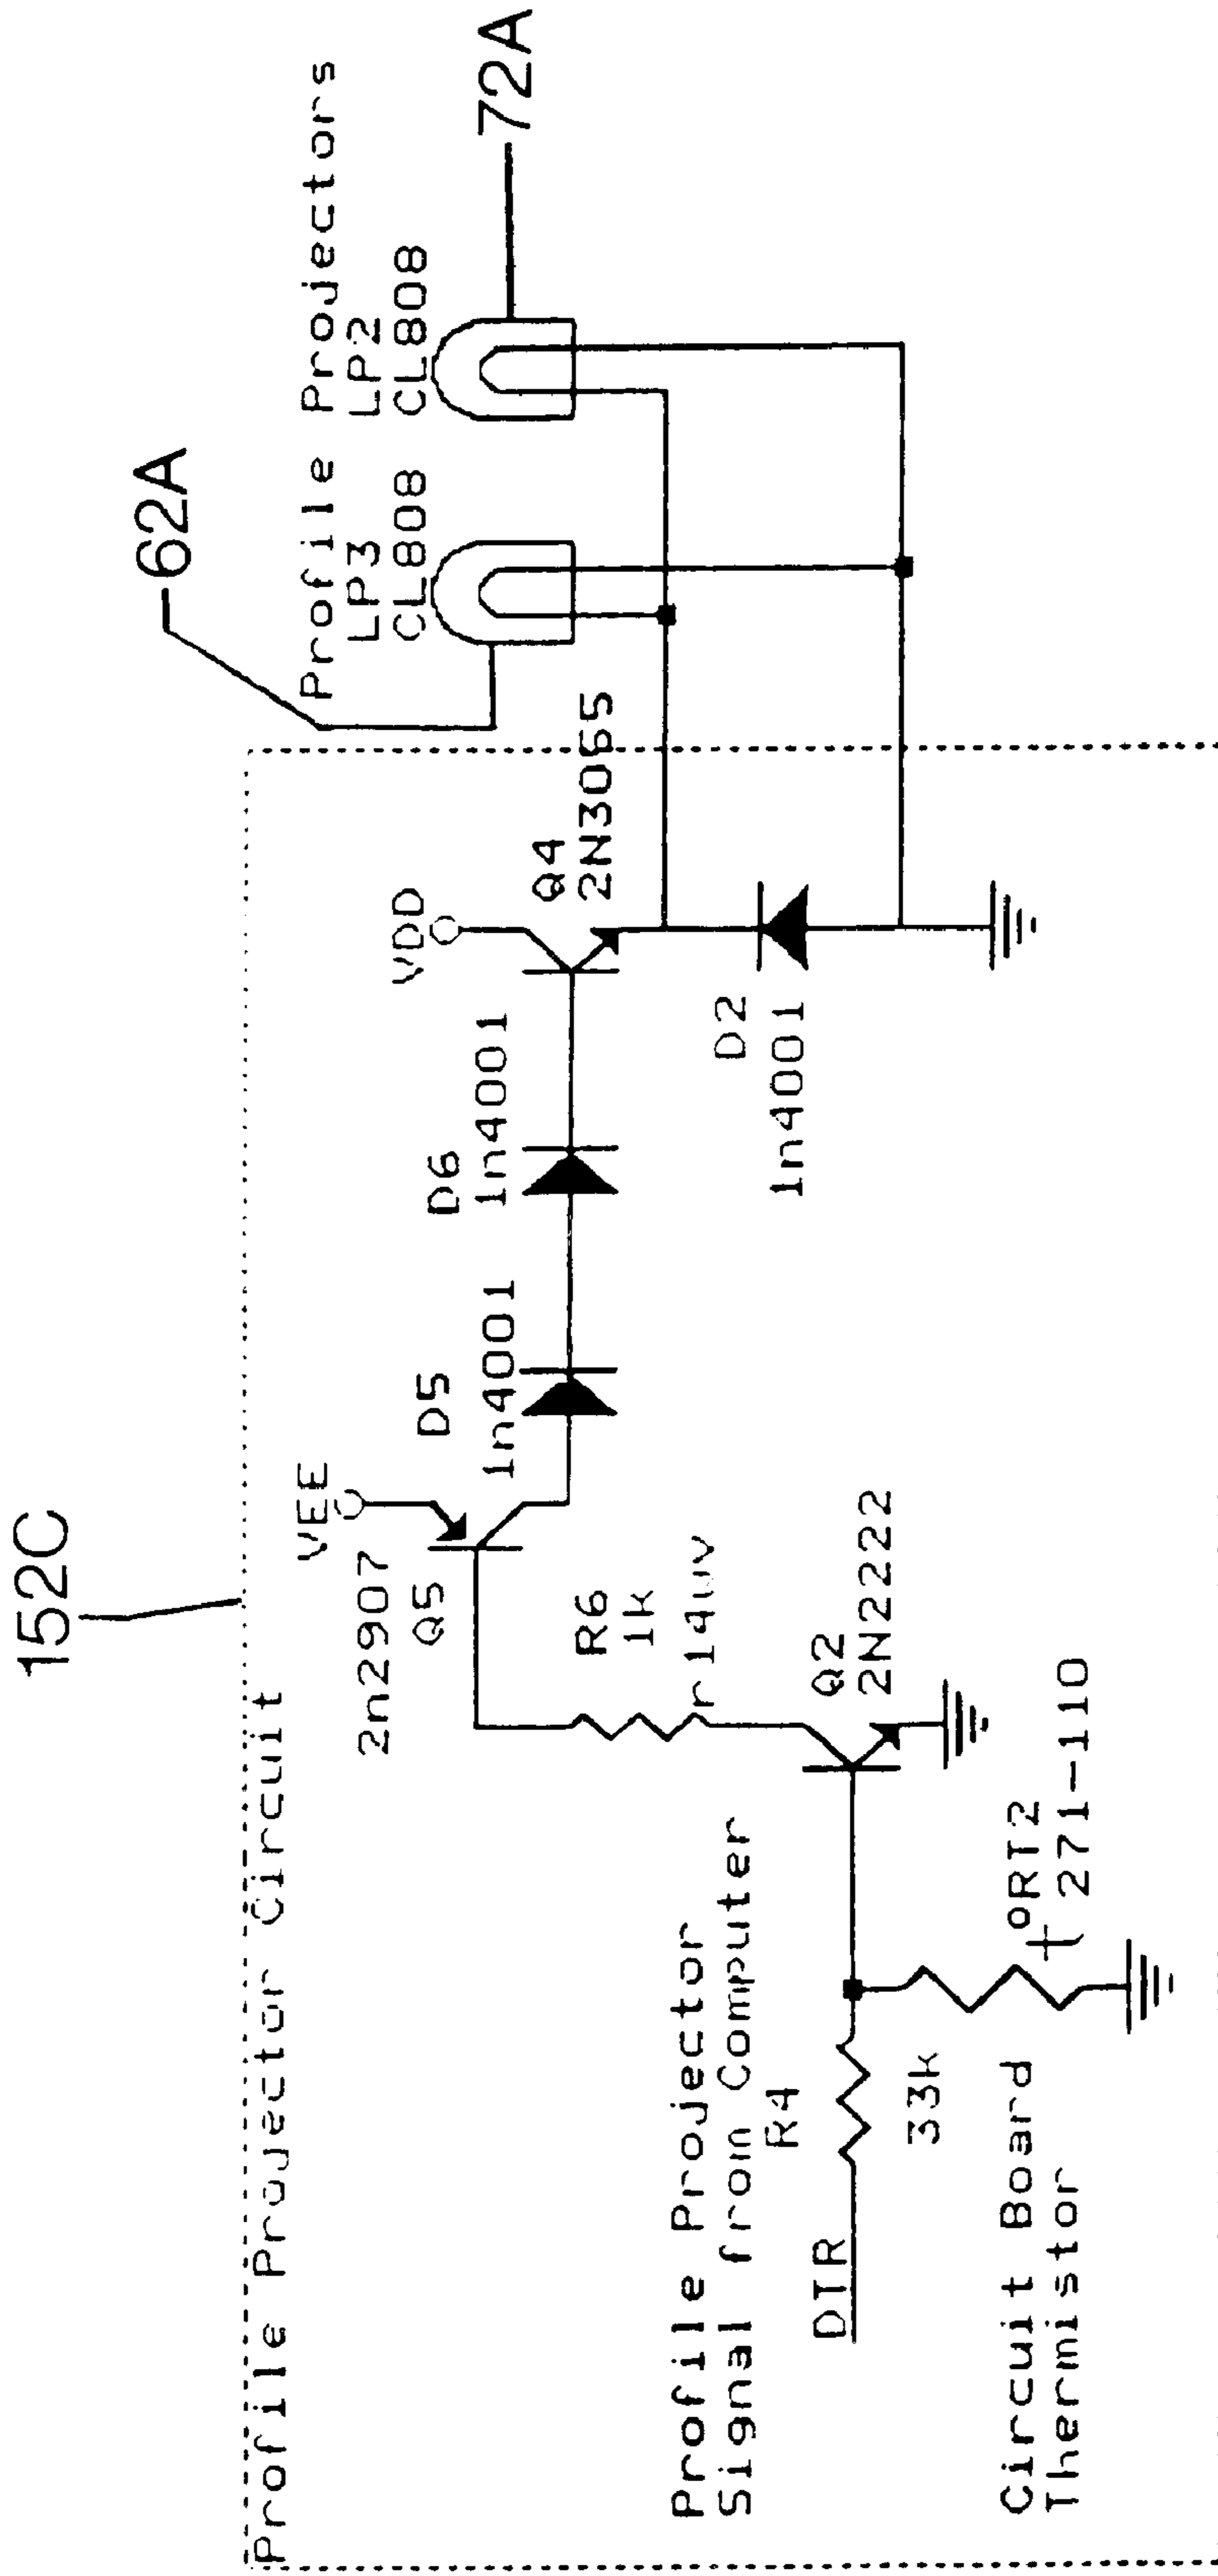 152C
Profile Projector Circuit
62A
Profile Projectors
LP3
CL808
LP2
CL808
72A
VEE
2n2907
Q5
D5
1n4001
D6
1n4001
VDD
Q4
2N3055
R6
1k
D2
1n4001
Q2
2N2222
Profile Projector
Signal from Computer
R4
DTR
33k
RT2
271-110
Circuit Board
Thermistor